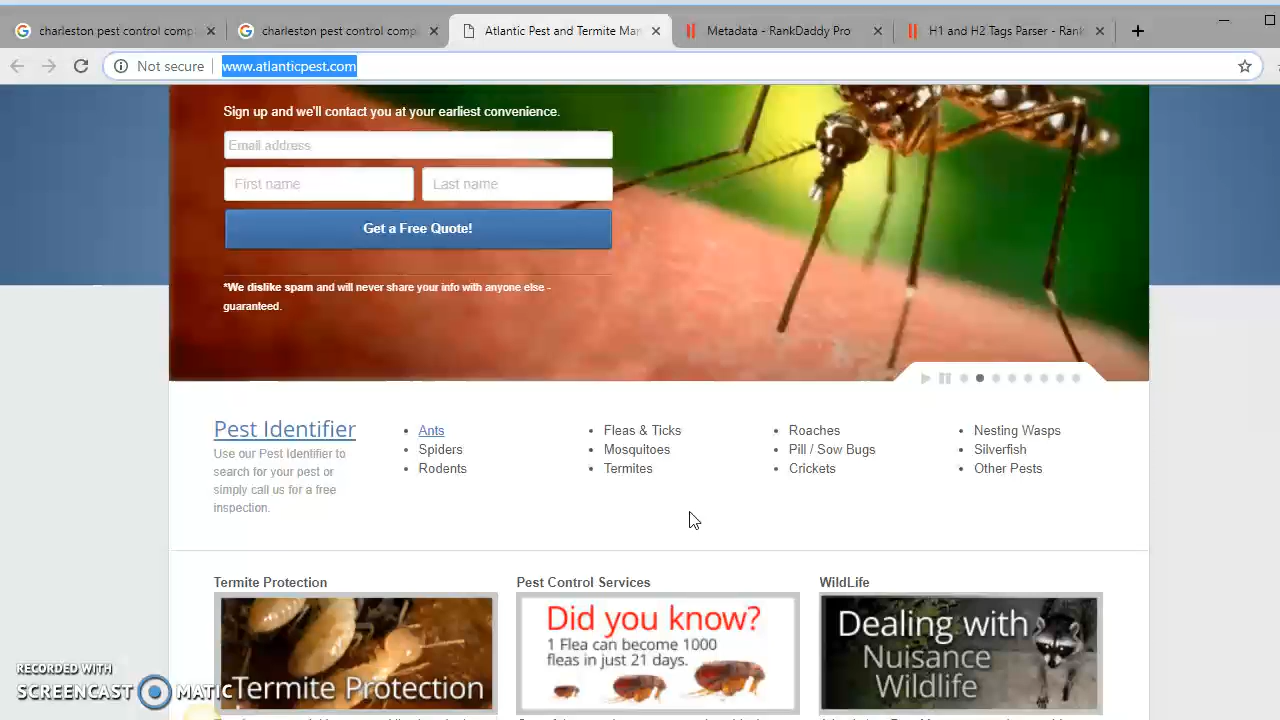 charleston pest control comp
charleston pest control comp
Atlantic Pest and Termite Man
Metadata - RankDaddy Pro
H1 and H2 Tags Parser - Rank
Not secure
www.atlanticpest.com
Sign up and we'll contact you at your earliest convenience.
Email address
First name
Last name
Get a Free Quote!
*We dislike spam and will never share your info with anyone else -
guaranteed.
Pest Identifier
Use our Pest Identifier to
search for your pest or
simply call us for a free
inspection.
Ants
Spiders
Rodents
Fleas & Ticks
Mosquitoes
Termites
Roaches
Pill / Sow Bugs
Crickets
Nesting Wasps
Silverfish
Other Pests
Termite Protection
Pest Control Services
WildLife
Termite Protection
Did you know?
1 Flea can become 1000
fleas in just 21 days.
Dealing with
Nuisance
Wildlife
RECORDED WITH
SCREENCAST MATIC